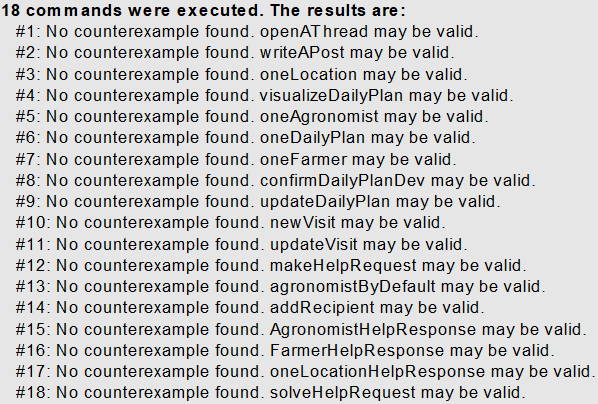 18 commands were executed. The results are:
#1: No counterexample found. openAThread may be valid.
#2: No counterexample found. writeAPost may be valid.
#3: No counterexample found. oneLocation may be valid.
#4: No counterexample found. visualizeDailyPlan may be valid.
#5: No counterexample found. oneAgronomist may be valid.
#6: No counterexample found. oneDailyPlan may be valid.
#7: No counterexample found. oneFarmer may be valid.
#8: No counterexample found. confirmDailyPlanDev may be valid.
#9: No counterexample found. updateDailyPlan may be valid.
#10: No counterexample found. newVisit may be valid.
#11: No counterexample found. updateVisit may be valid.
#12: No counterexample found. makeHelpRequest may be valid.
#13: No counterexample found. agronomistByDefault may be valid.
#14: No counterexample found. addRecipient may be valid.
#15: No counterexample found. AgronomistHelpResponse may be valid.
#16: No counterexample found. FarmerHelpResponse may be valid.
#17: No counterexample found. oneLocationHelpResponse may be valid.
#18: No counterexample found. solveHelpRequest may be valid.